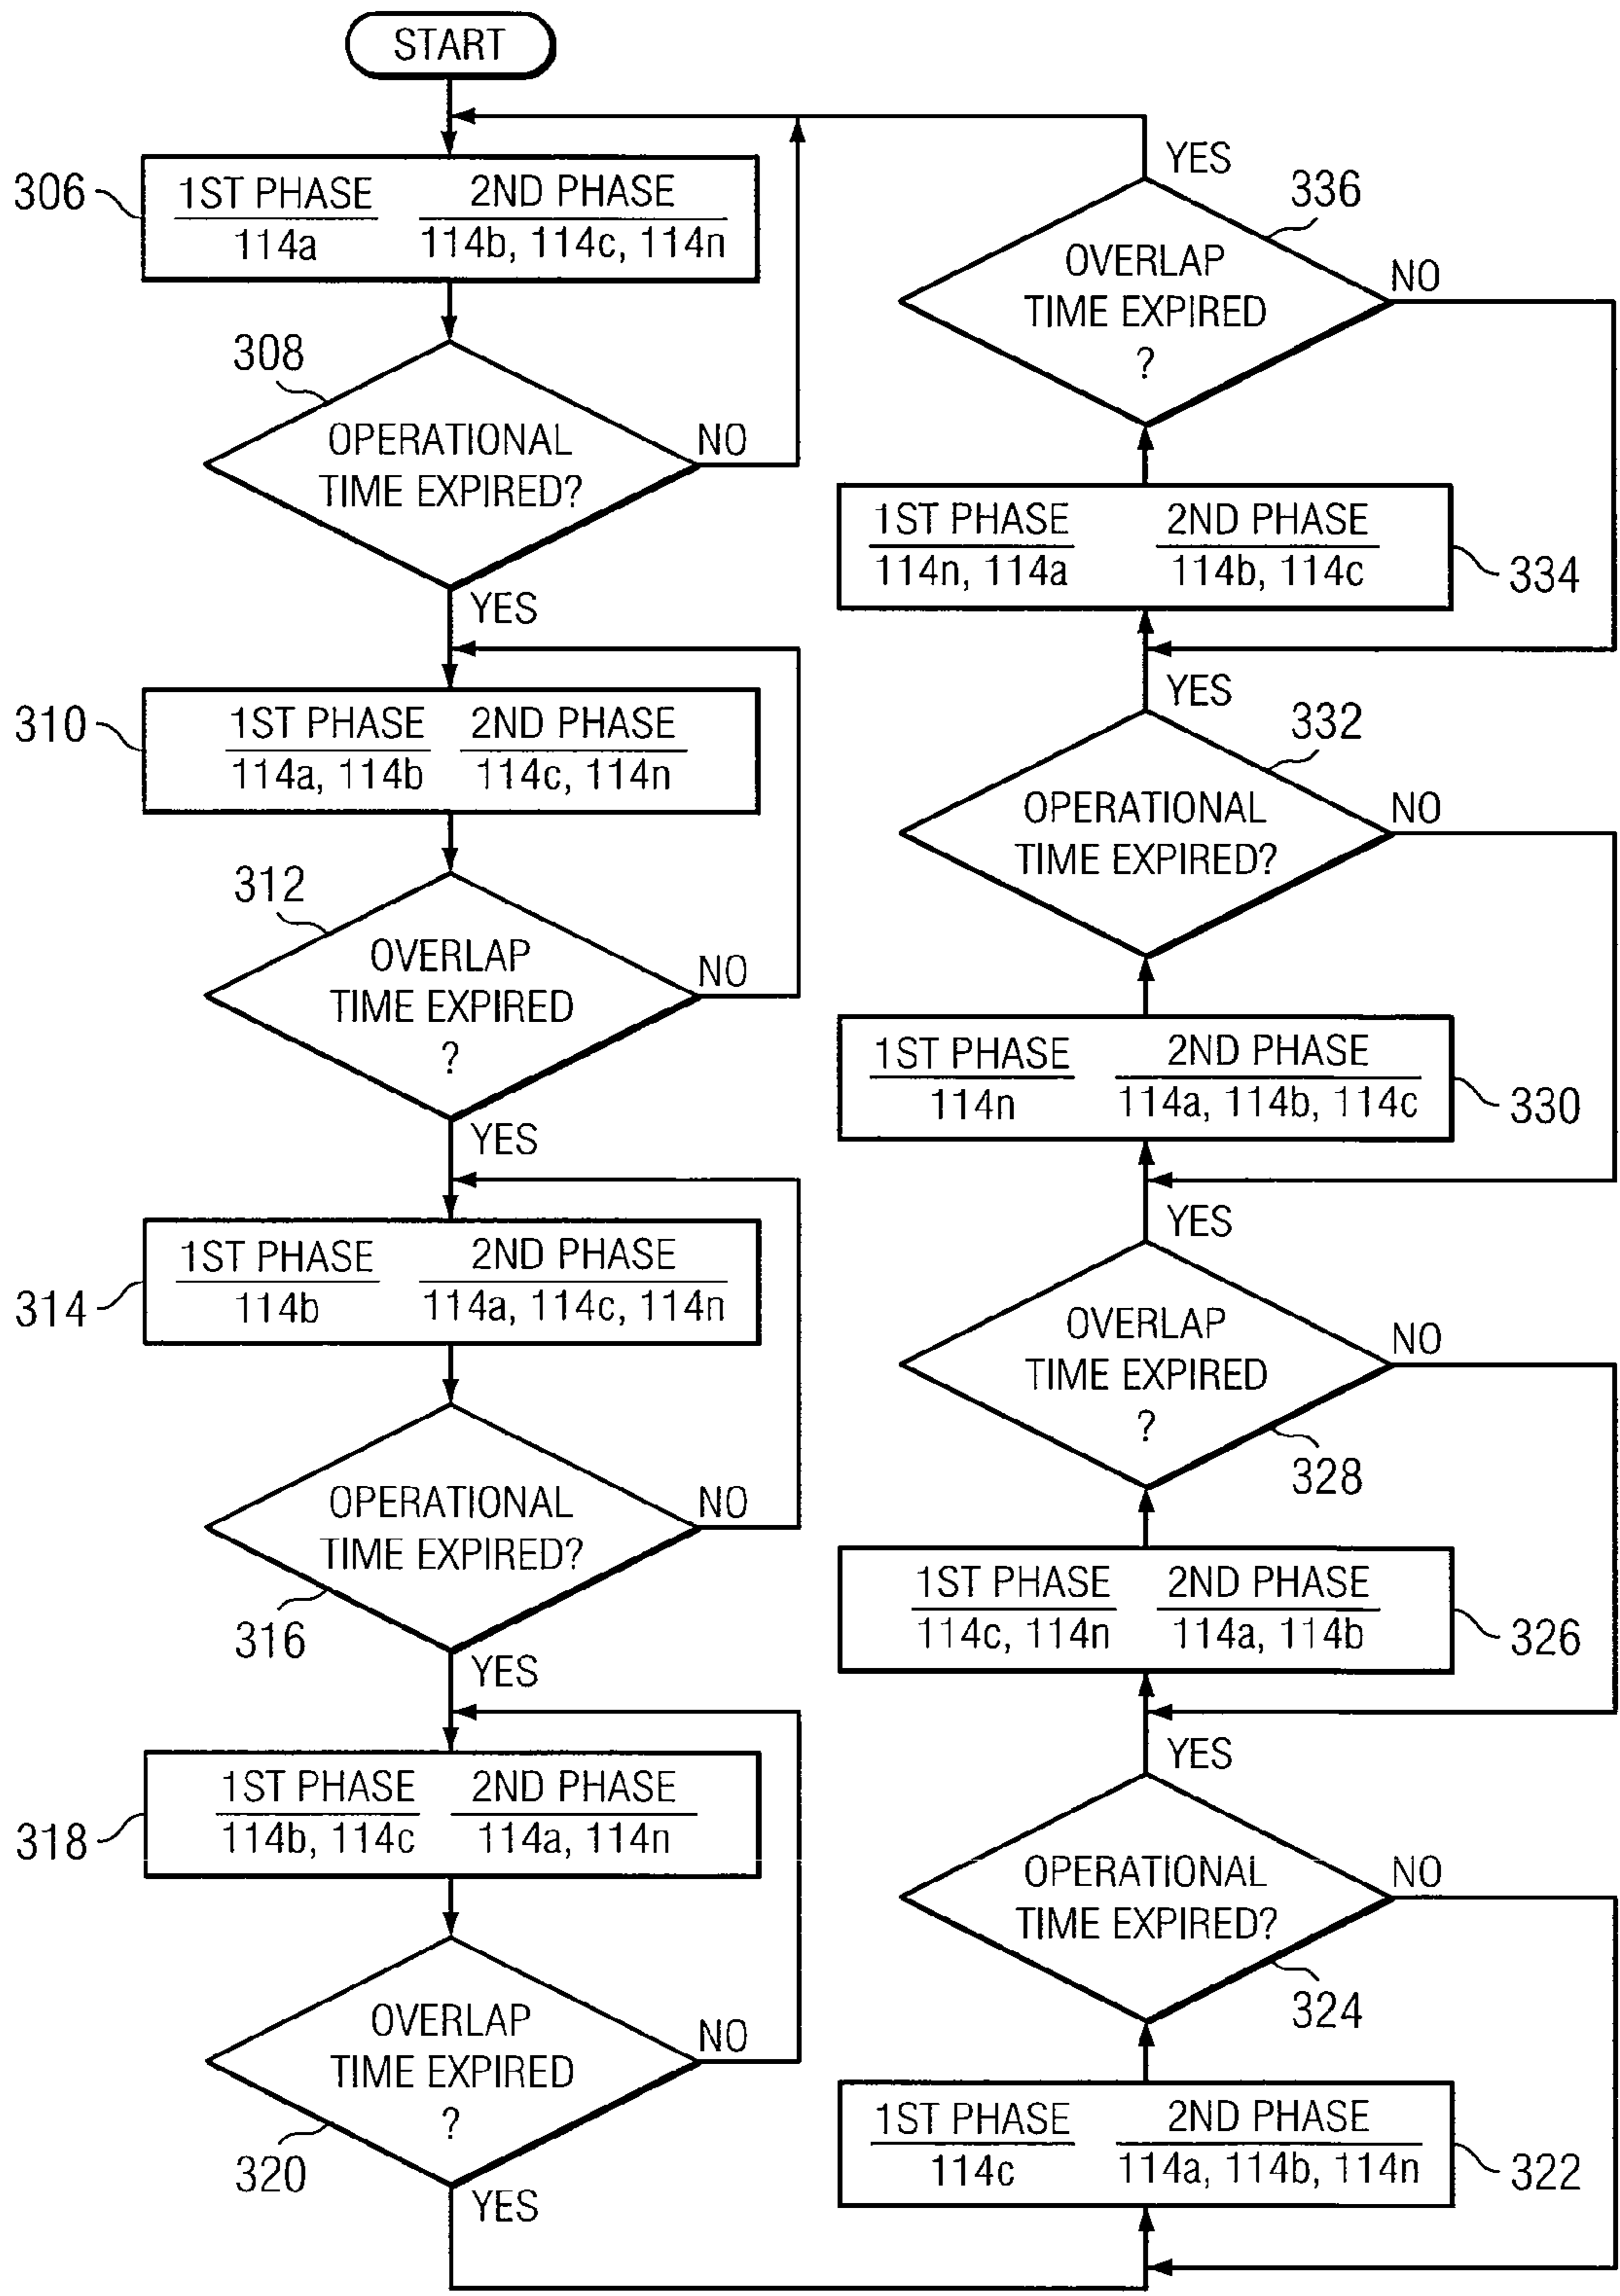 START
306
1ST PHASE 2ND PHASE
114a 114b, 114c, 114n
308
OPERATIONAL
TIME EXPIRED?
NO
YES
310
1ST PHASE 2ND PHASE
114a, 114b 114c, 114n
312
OVERLAP
TIME EXPIRED
?
NO
YES
314
1ST PHASE 2ND PHASE
114b 114a, 114c, 114n
OPERATIONAL
TIME EXPIRED?
NO
316
YES
318
1ST PHASE 2ND PHASE
114b, 114c 114a, 114n
OVERLAP
TIME EXPIRED
?
NO
320
YES
322
1ST PHASE 2ND PHASE
114c 114a, 114b, 114n
324
OPERATIONAL
TIME EXPIRED?
NO
YES
326
1ST PHASE 2ND PHASE
114c, 114n 114a, 114b
328
OVERLAP
TIME EXPIRED
?
NO
YES
330
1ST PHASE 2ND PHASE
114n 114a, 114b, 114c
332
OPERATIONAL
TIME EXPIRED?
NO
YES
334
1ST PHASE 2ND PHASE
114n, 114a 114b, 114c
336
OVERLAP
TIME EXPIRED
?
NO
YES